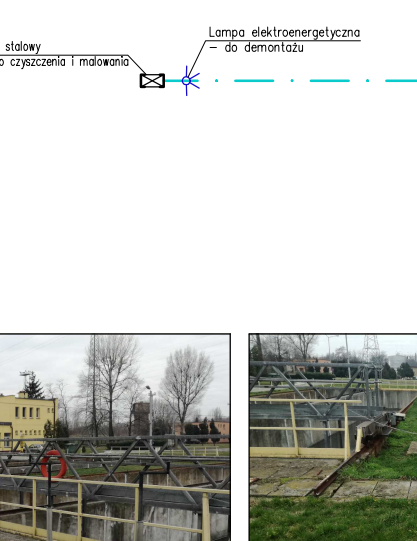 stalowy
o czyszczenia i malowania
Lampa elektroenergetyczna
– do demontażu